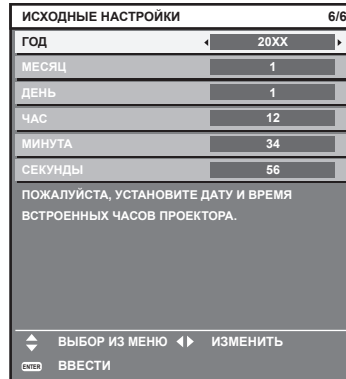 ИСХОДНЫЕ НАСТРОЙКИ 6/6
ГОД 20XX
МЕСЯЦ 1
ДЕНЬ 1
ЧАС 12
МИНУТА 34
СЕКУНДЫ 56
ПОЖАЛУЙСТА, УСТАНОВИТЕ ДАТУ И ВРЕМЯ
ВСТРОЕННЫХ ЧАСОВ ПРОЕКТОРА.
ВЫБОР ИЗ МЕНЮ ИЗМЕНИТЬ
ENTER ВВЕСТИ